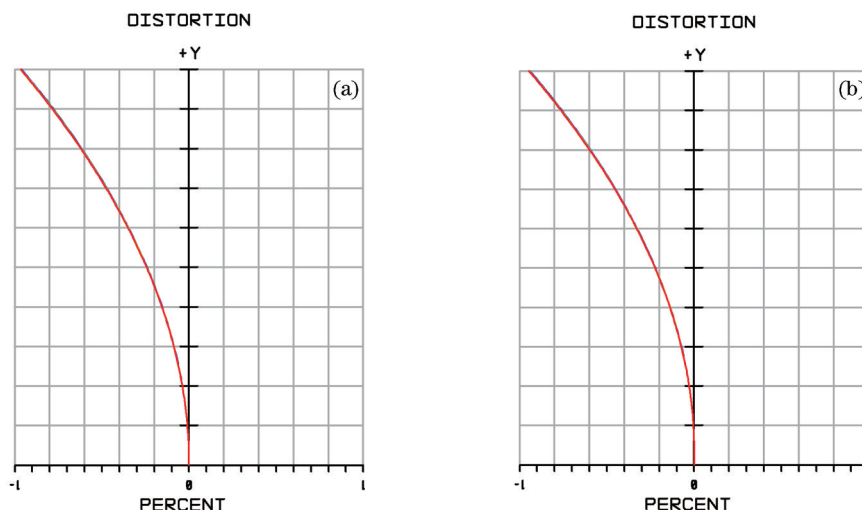 DISTORTION
+Y
(a)
-1 0 1
PERCENT
DISTORTION
+Y
(b)
-1 0
PERCENT